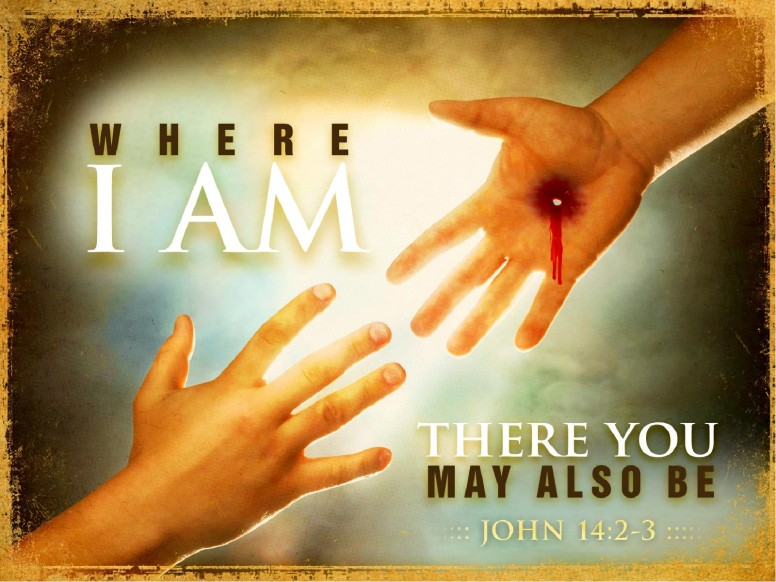 WHERE
I AM
THERE YOU
MAY ALSO BE
:::: JOHN 14:2-3 ::::